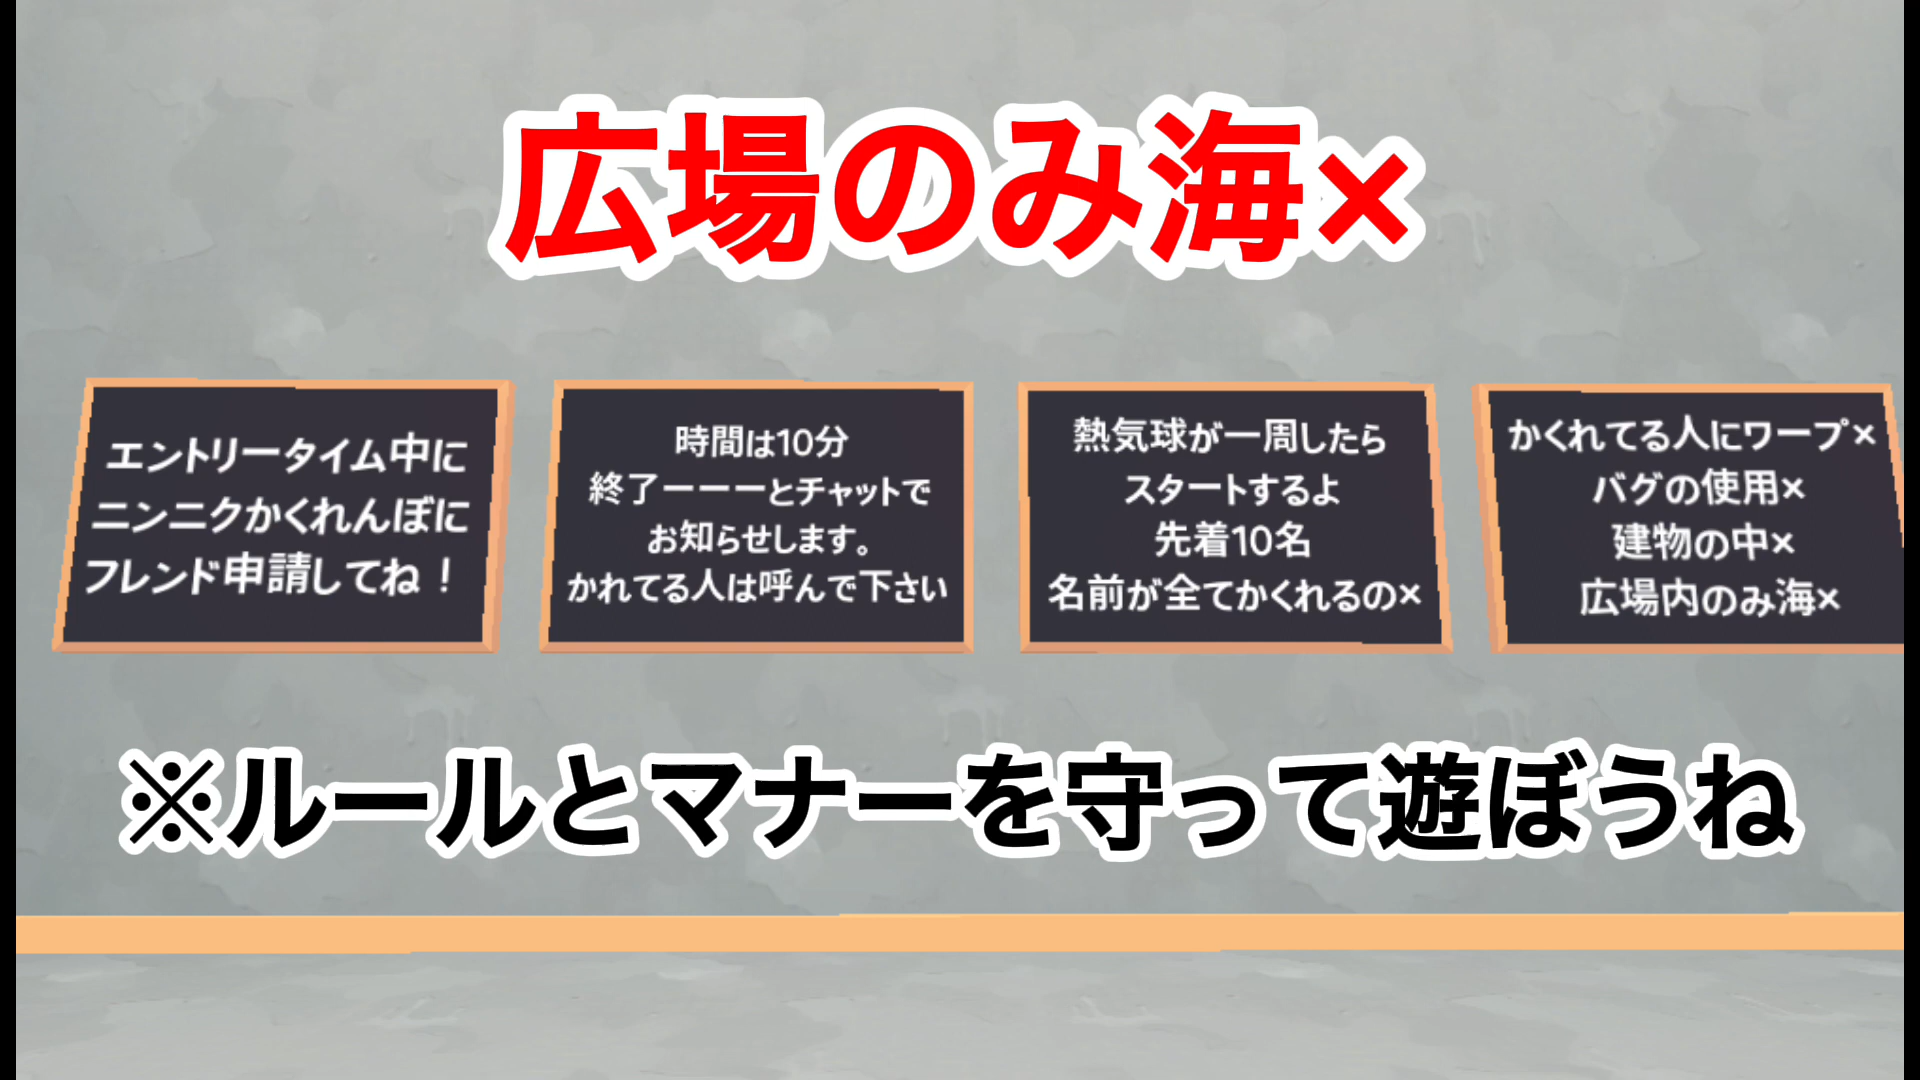 広場のみ海×
エントリータイム中に
ニンニクかくれんぼに
フレンド申請してね！
時間は10分
終了ーーーとチャットで
お知らせします。
かれてる人は呼んで下さい
熱気球が一周したら
スタートするよ
先着10名
名前が全てかくれるの×
かくれてる人にワープ×
バグの使用×
建物の中×
広場内のみ海×
※ルールとマナーを守って遊ぼうね